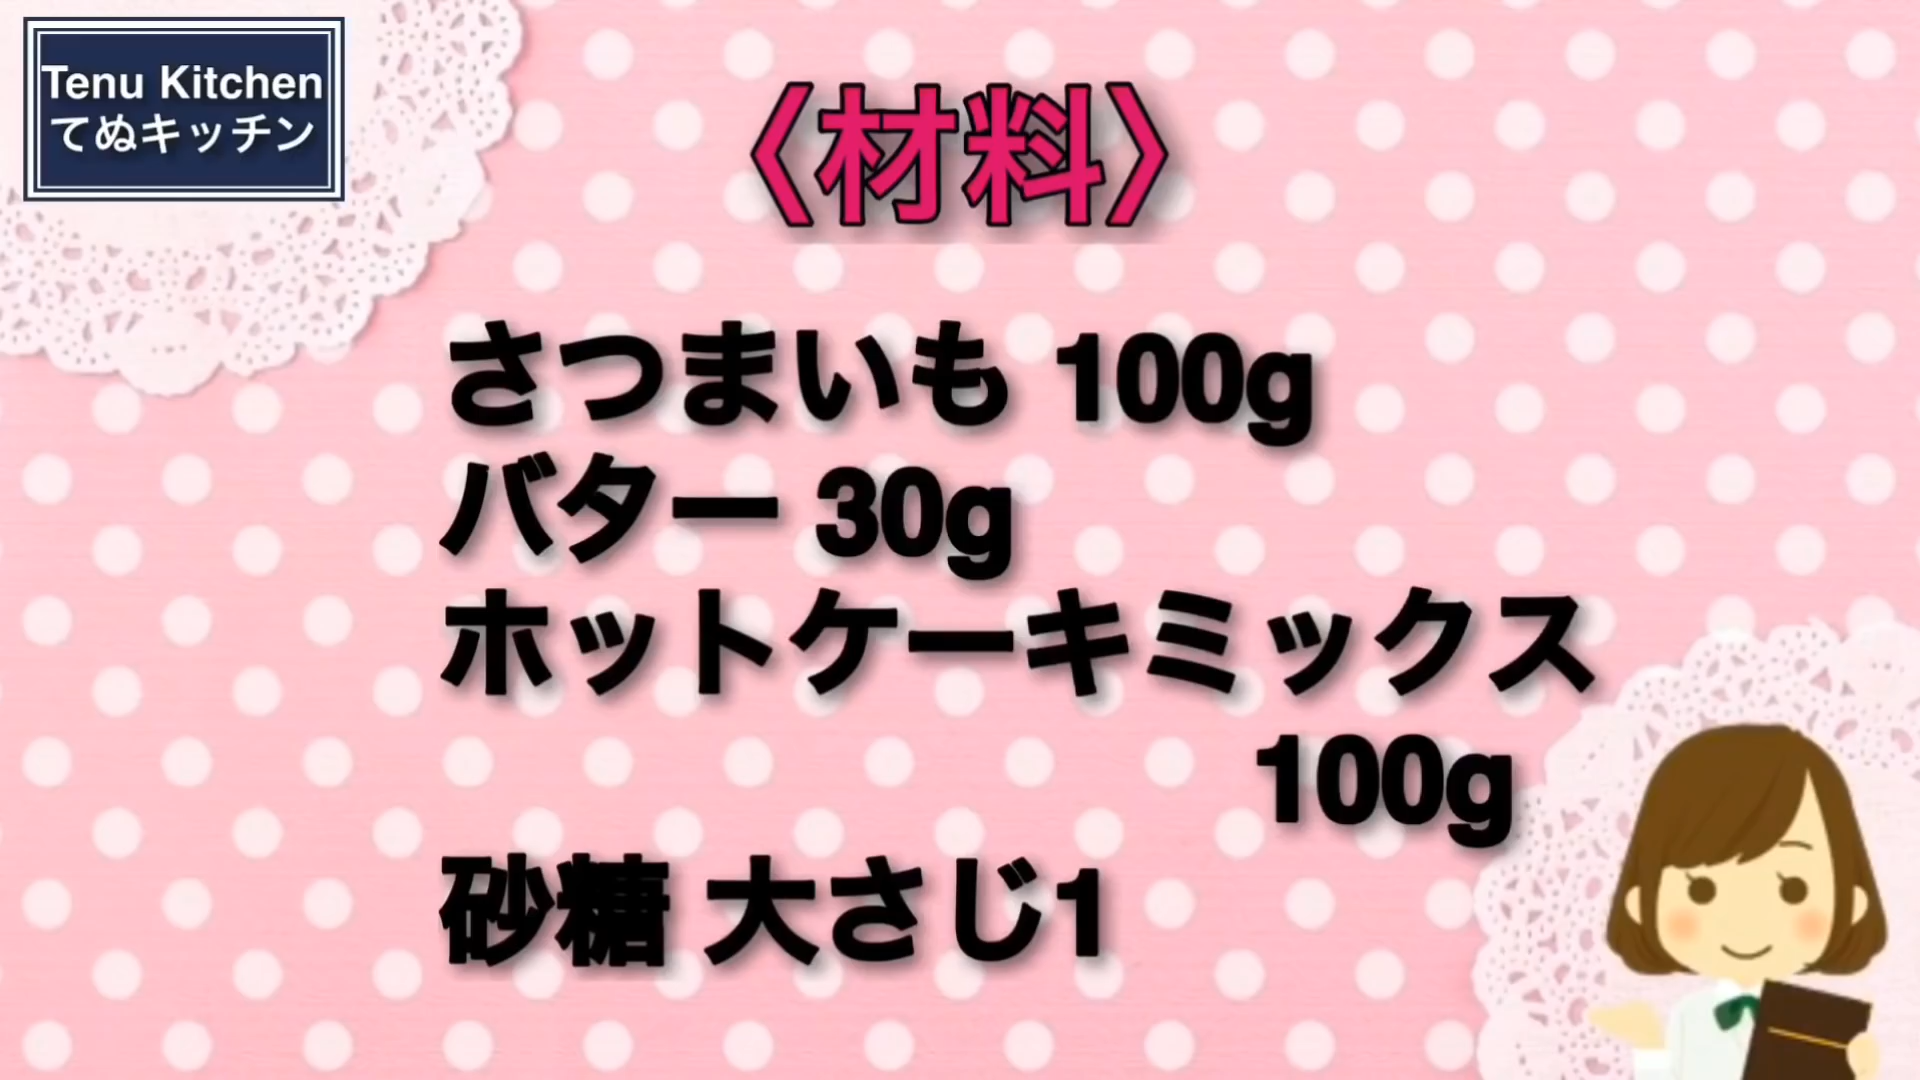 Tenu Kitchen
てぬキッチン
〈材料〉
さつまいも 100g
バター 30g
ホットケーキミックス
100g
砂糖 大さじ1